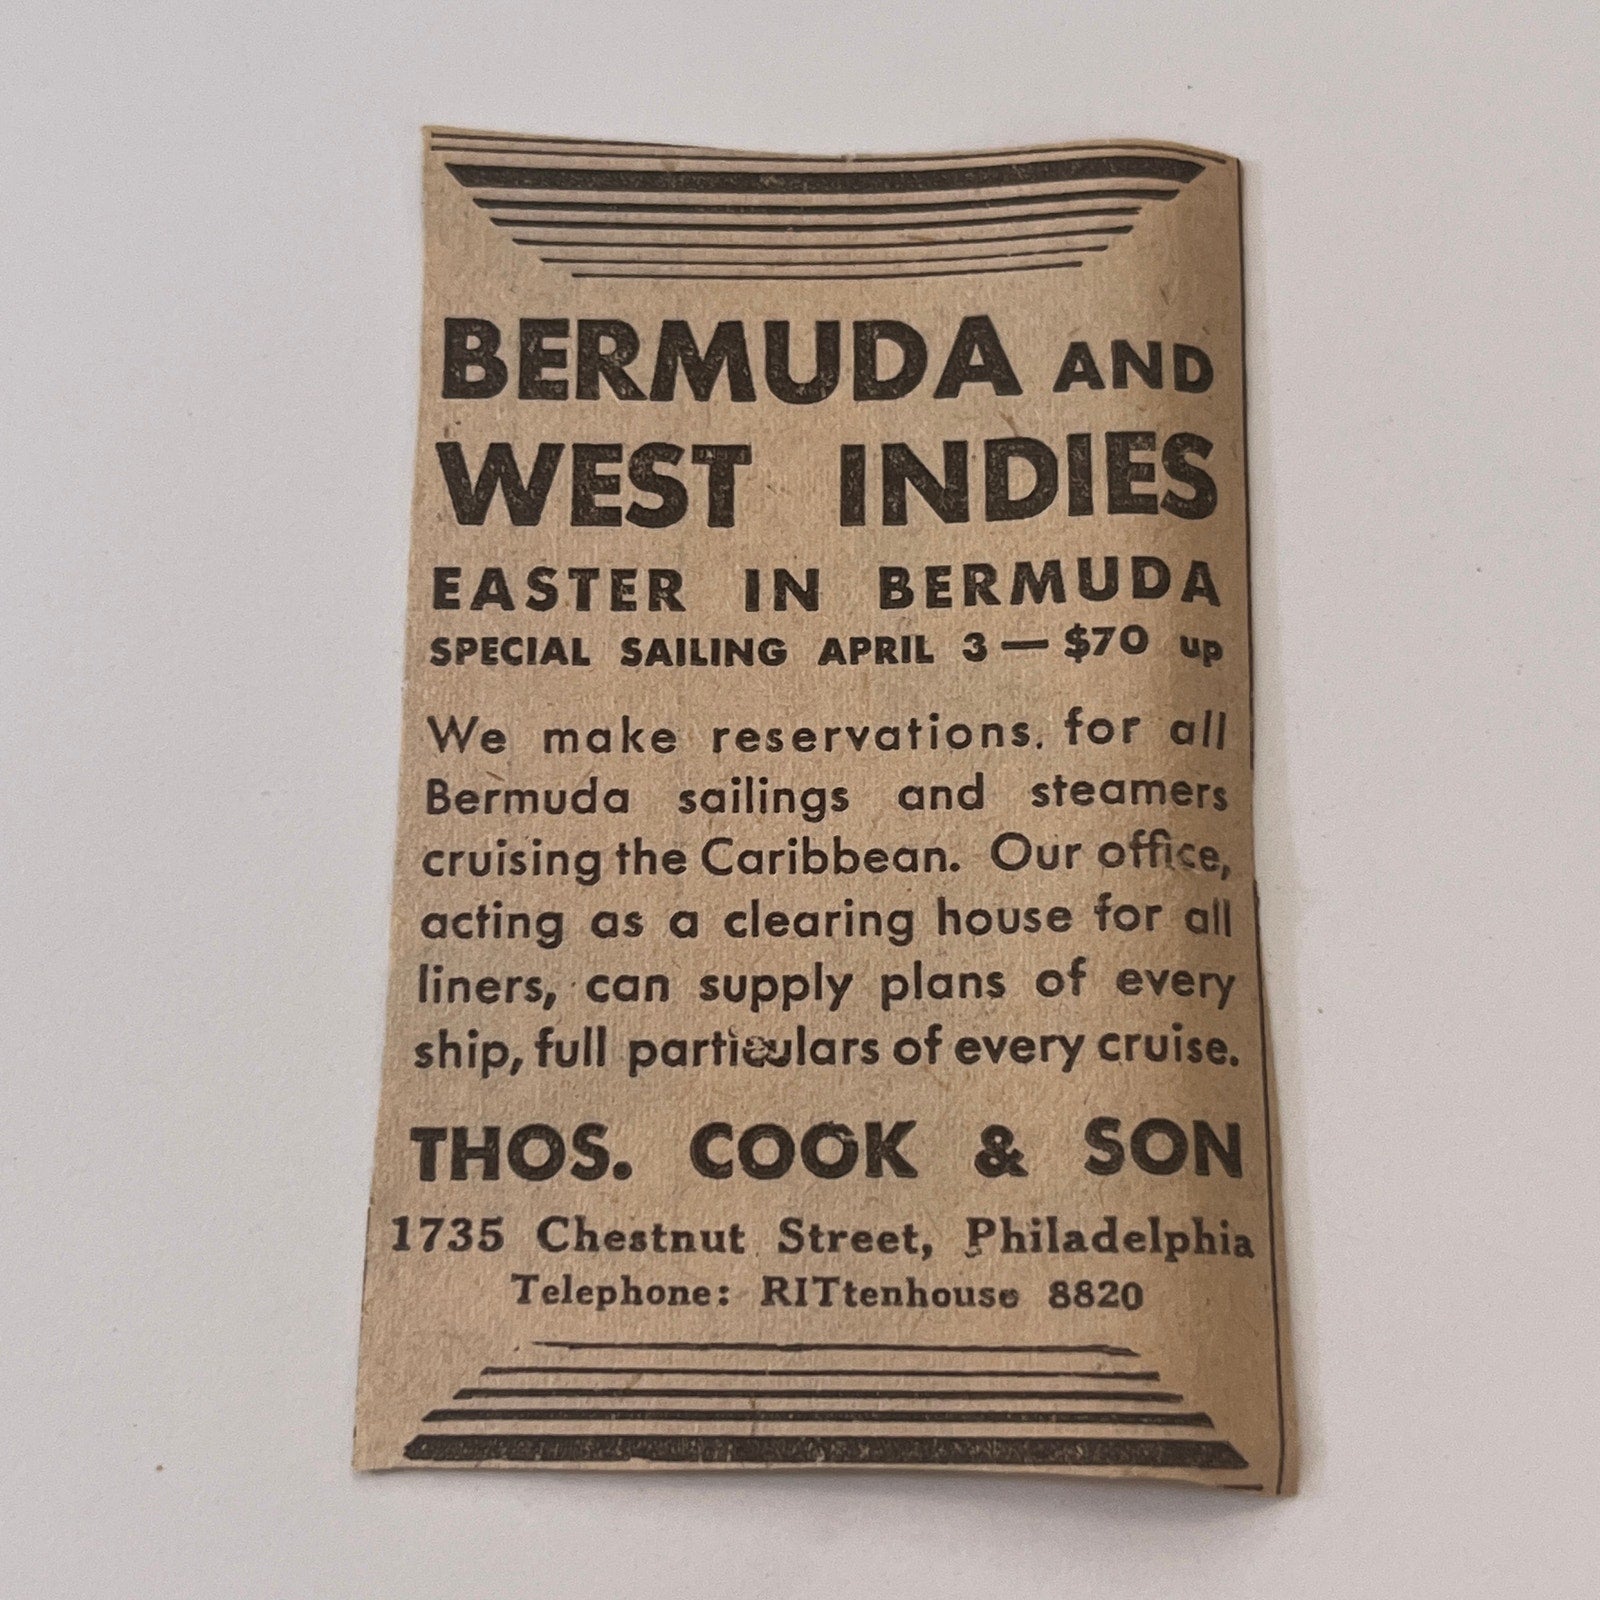 BERMUDA AND
WEST INDIES
EASTER IN BERMUDA
SPECIAL SAILING APRIL 3 — $70 up
We make reservations. for all
Bermuda sailings and steamers
cruising the Caribbean. Our office,
acting as a clearing house for all
liners, can supply plans of every
ship, full particulars of every cruise.
THOS. COOK & SON
1735 Chestnut Street, Philadelphia
Telephone: RITtenhouse 8820